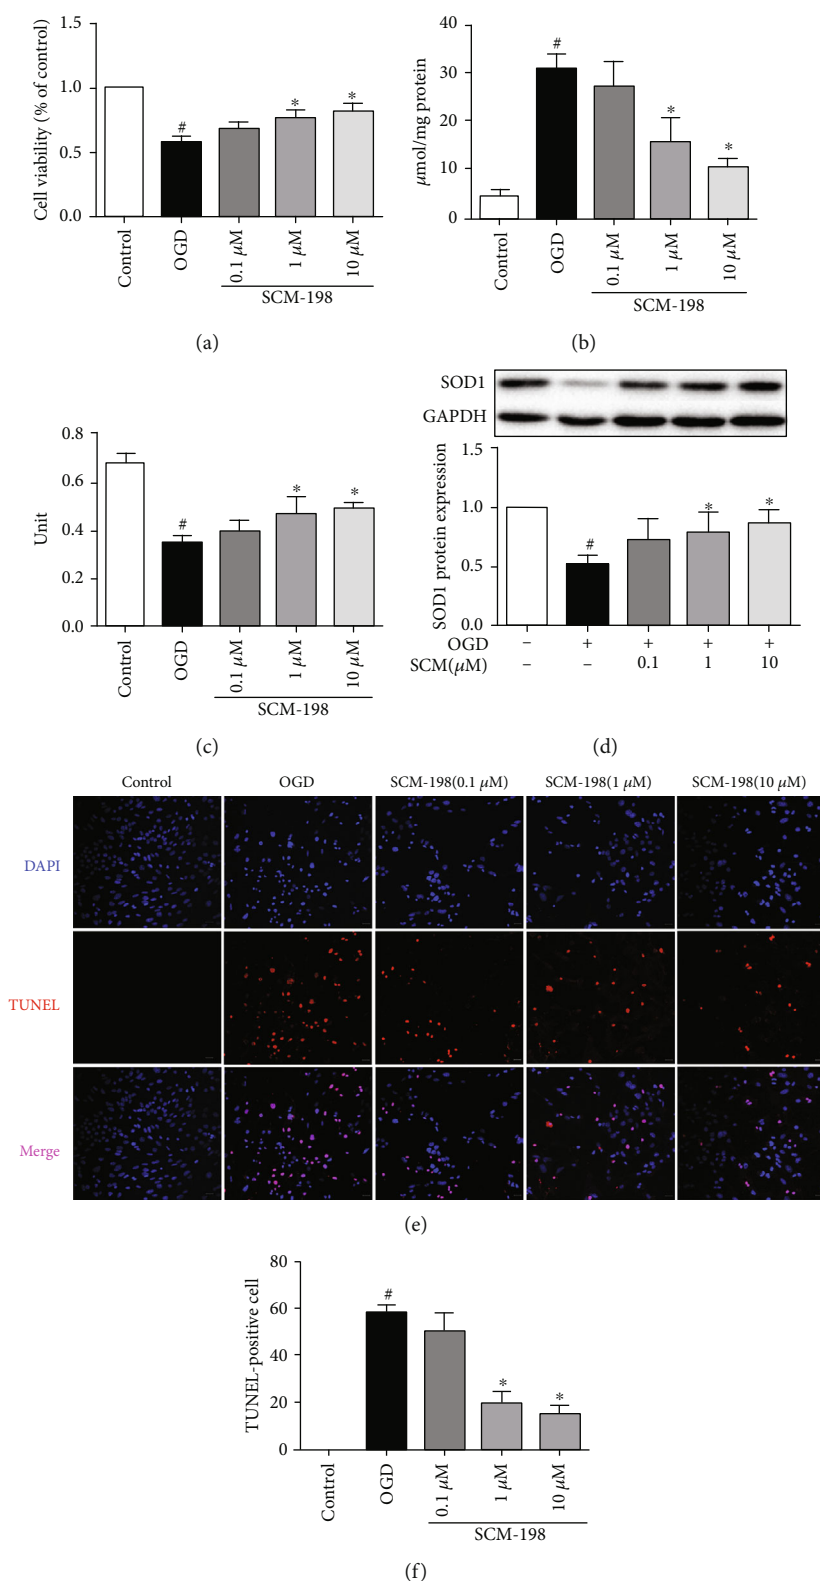 Cell viability (% of control)
1.5
1.0
0.5
0.0
#
*
*
Control
OGD
0.1 μM
1 μM
10 μM
SCM-198
(a)
μmol/mg protein
40
30
20
10
0
#
*
*
Control
OGD
0.1 μM
1 μM
10 μM
SCM-198
(b)
Unit
0.8
0.6
0.4
0.2
0.0
#
*
*
Control
OGD
0.1 μM
1 μM
10 μM
SCM-198
(c)
SOD1
GAPDH
SOD1 protein expression
1.5
1.0
0.5
0.0
#
*
*
OGD – + + + +
SCM(μM) – – 0.1 1 10
(d)
Control OGD SCM-198(0.1 μM) SCM-198(1 μM) SCM-198(10 μM)
DAPI
TUNEL
Merge
(e)
TUNEL-positive cell
80
60
40
20
0
#
*
*
Control
OGD
0.1 μM
1 μM
10 μM
SCM-198
(f)